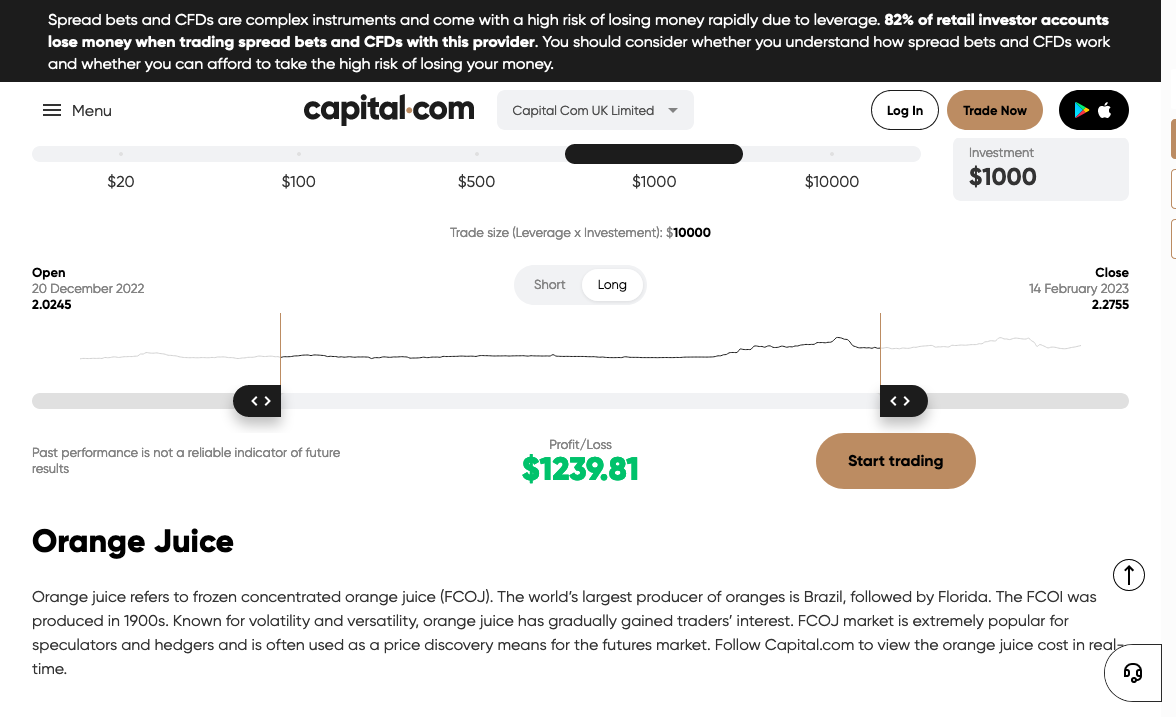 Spread bets and CFDs are complex instruments and come with a high risk of losing money rapidly due to leverage. 82% of retail investor accounts
lose money when trading spread bets and CFDs with this provider. You should consider whether you understand how spread bets and CFDs work
and whether you can afford to take the high risk of losing your money.
Menu
capital.com
Capital Com UK Limited
Log In
Trade Now
Investment
$1000
$20
$100
$500
$1000
$10000
Trade size (Leverage x Investement): $10000
Open
20 December 2022
2.0245
Short
Long
Close
14 February 2023
2.2755
Past performance is not a reliable indicator of future
results
Profit/Loss
$1239.81
Start trading
Orange Juice
Orange juice refers to frozen concentrated orange juice (FCOJ). The world's largest producer of oranges is Brazil, followed by Florida. The FCOI was
produced in 1900s. Known for volatility and versatility, orange juice has gradually gained traders' interest. FCOJ market is extremely popular for
speculators and hedgers and is often used as a price discovery means for the futures market. Follow Capital.com to view the orange juice cost in real-
time.